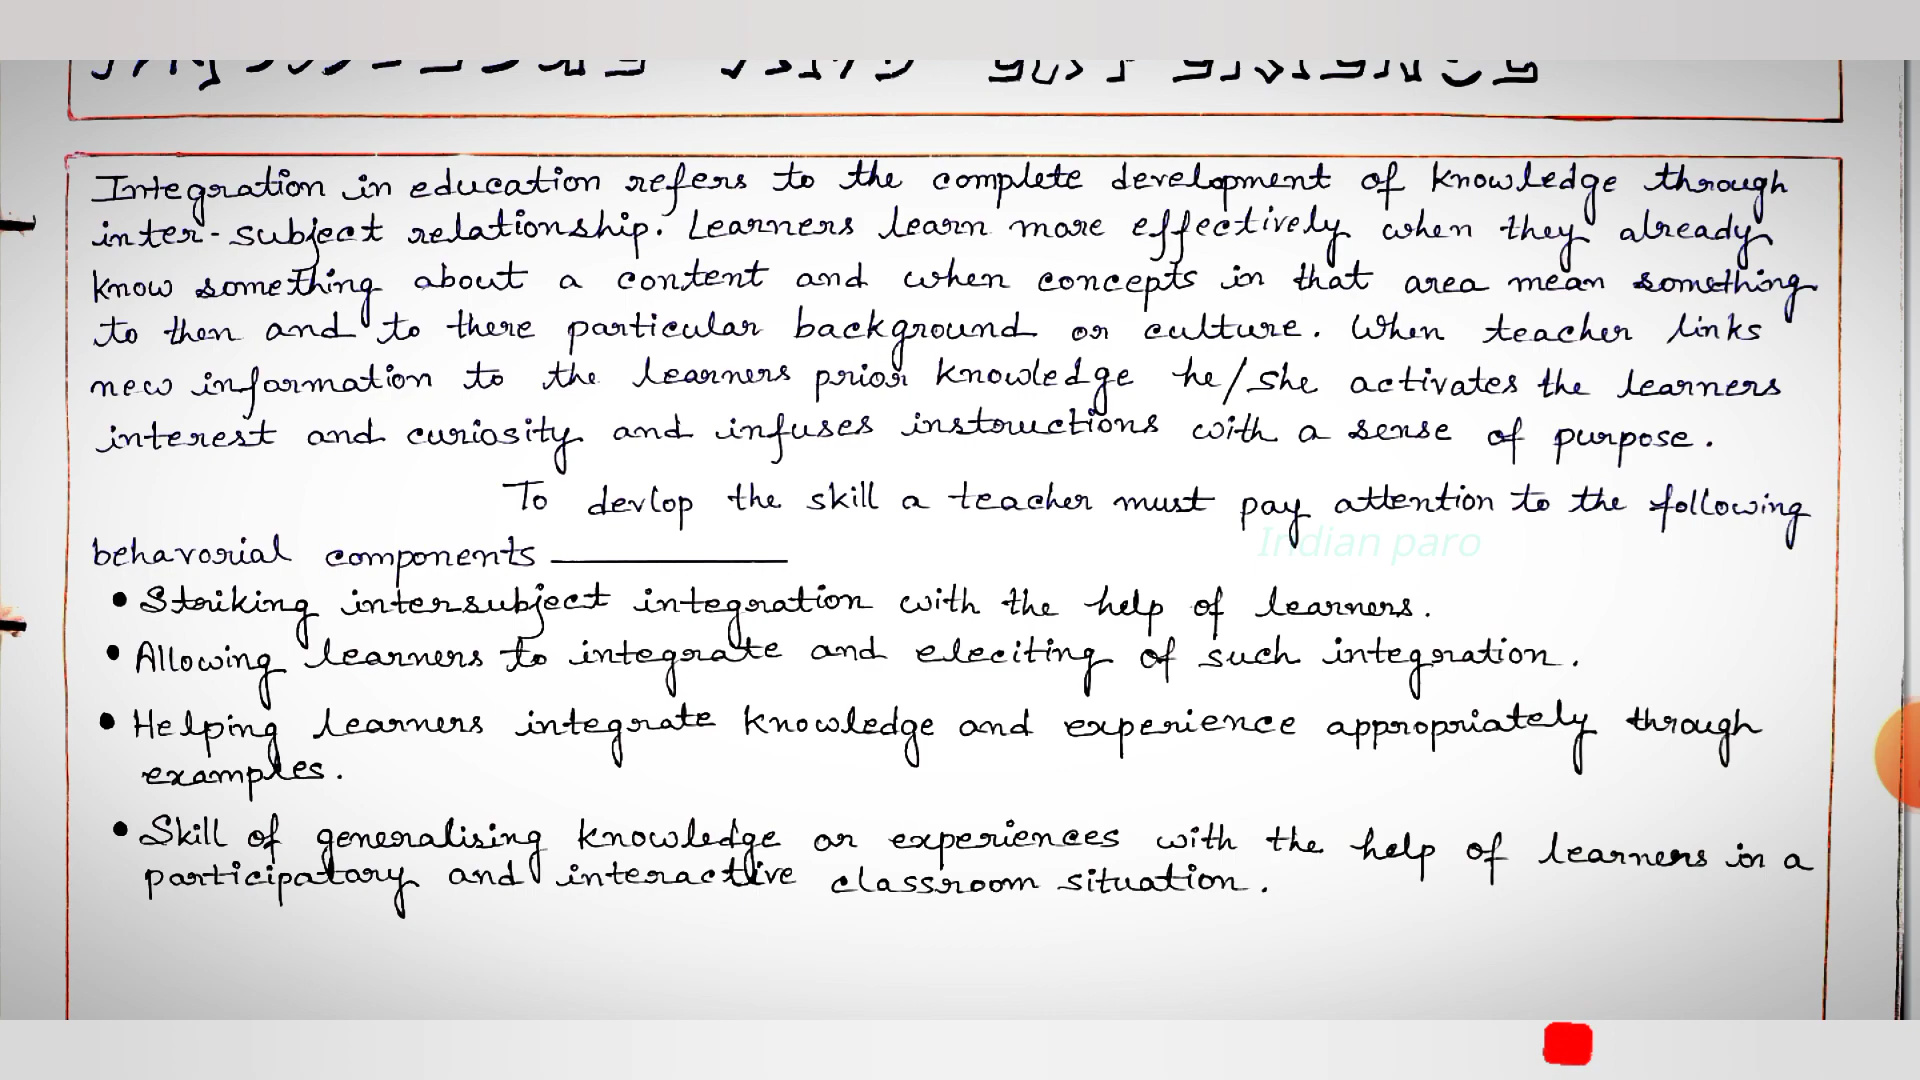 Integration in education refers to the complete development of knowledge through
inter-subject relationship. Learners learn more effectively when they already
know something about a content and when concepts in that area mean something
to then and to there particular background or culture. When teacher links
new information to the learners prior knowledge he/she activates the learners
interest and curiosity and infuses instructions with a sense of purpose.
To devlop the skill a teacher must pay attention to the following
Indian paro
behavorial components
• Striking intersubject integration with the help of learners.
• Allowing learners to integrate and eleciting of such integration.
• Helping learners integrate knowledge and experience appropriately through
examples.
• Skill of generalising knowledge or experiences with the help of learners in a
participatory and interactive classroom situation.